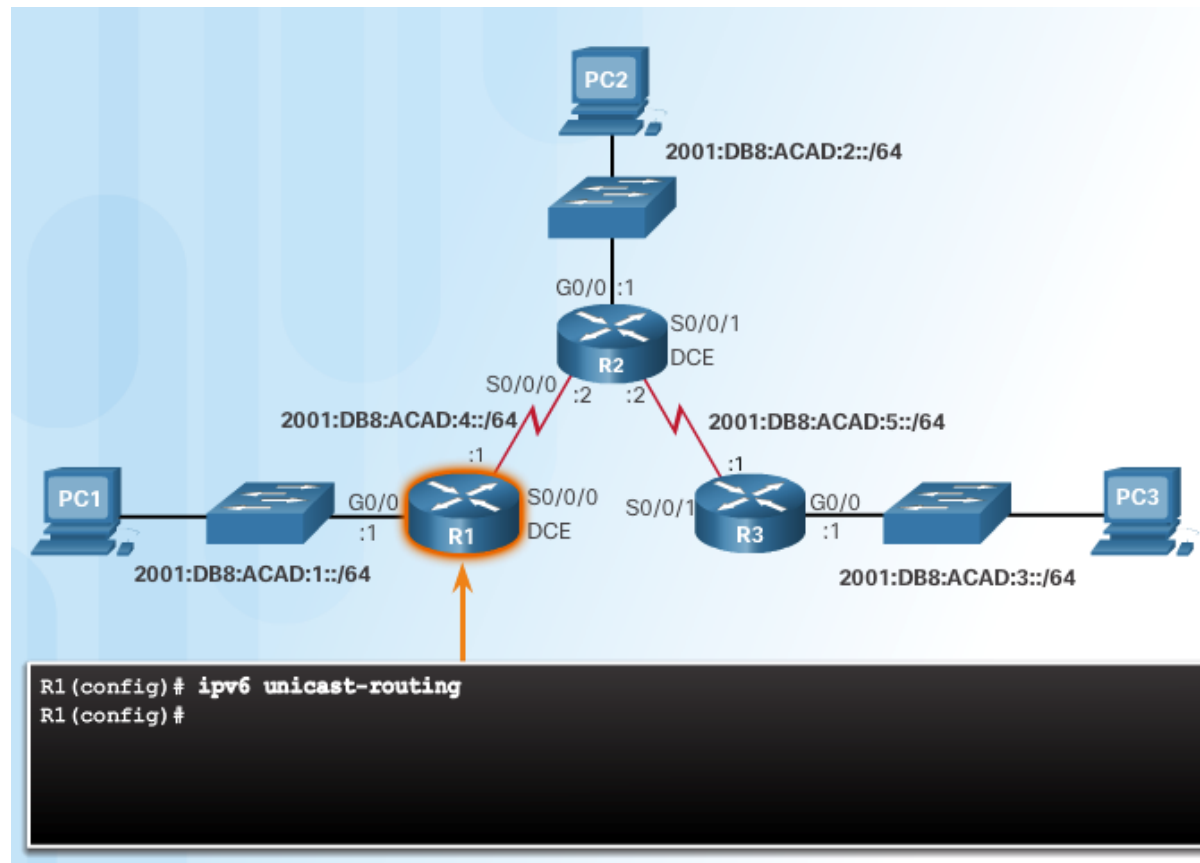 PC2
2001:DB8:ACAD:2::/64
G0/0 :1
S0/0/1
R2
DCE
S0/0/0
:2
:2
2001:DB8:ACAD:4::/64
2001:DB8:ACAD:5::/64
:1
:1
PC1
G0/0
:1
R1
S0/0/0
DCE
S0/0/1
R3
G0/0
:1
PC3
2001:DB8:ACAD:1::/64
2001:DB8:ACAD:3::/64
R1(config)# ipv6 unicast-routing
R1(config)#